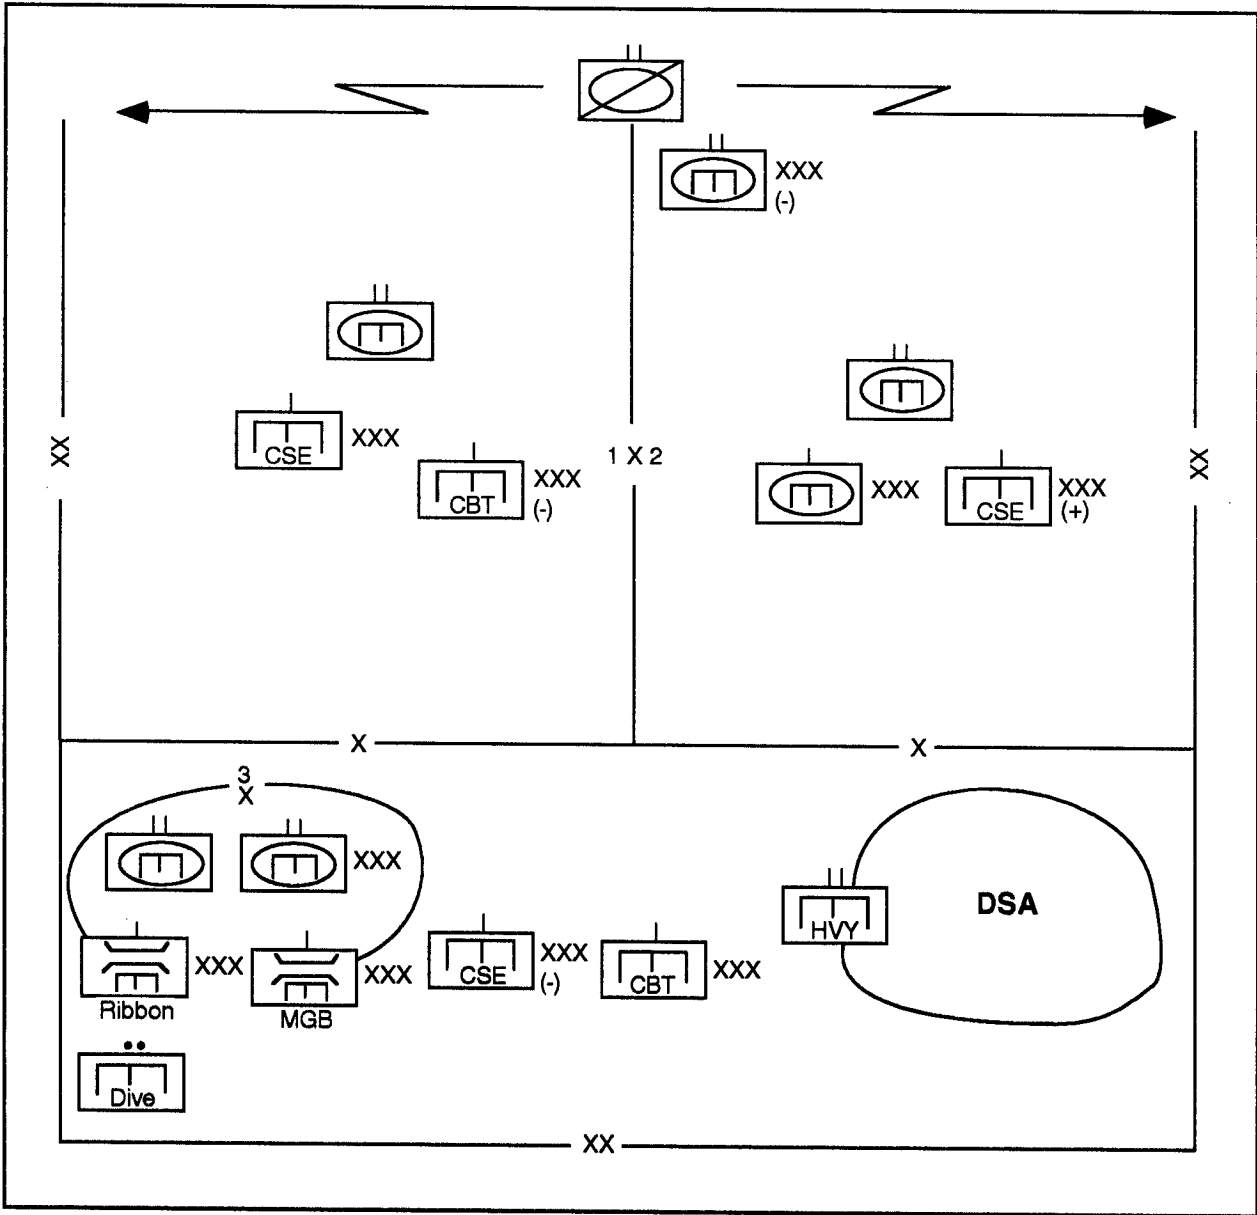 XXX
(-)
CSE XXX
CBT XXX
(-)
XX
1 X 2
XXX
CSE XXX
(+)
XX
X
X
3
X
XXX
DSA
HVY
XXX
Ribbon
XXX
MGB
CSE XXX
(-)
CBT XXX
Dive
XX